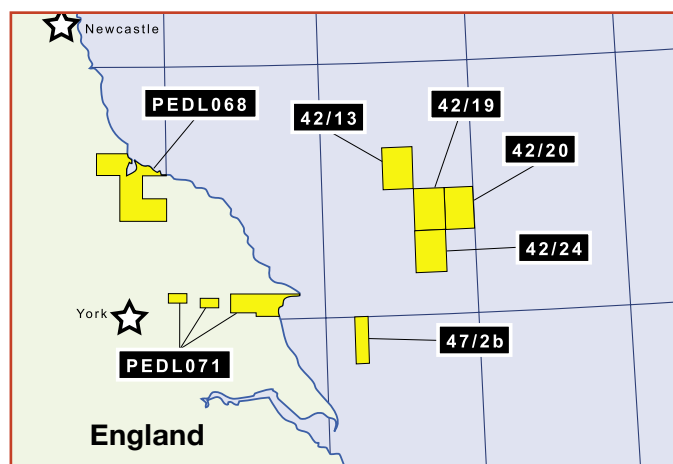 Newcastle
PEDL068
42/13
42/19
42/20
42/24
York
47/2b
PEDL071
England